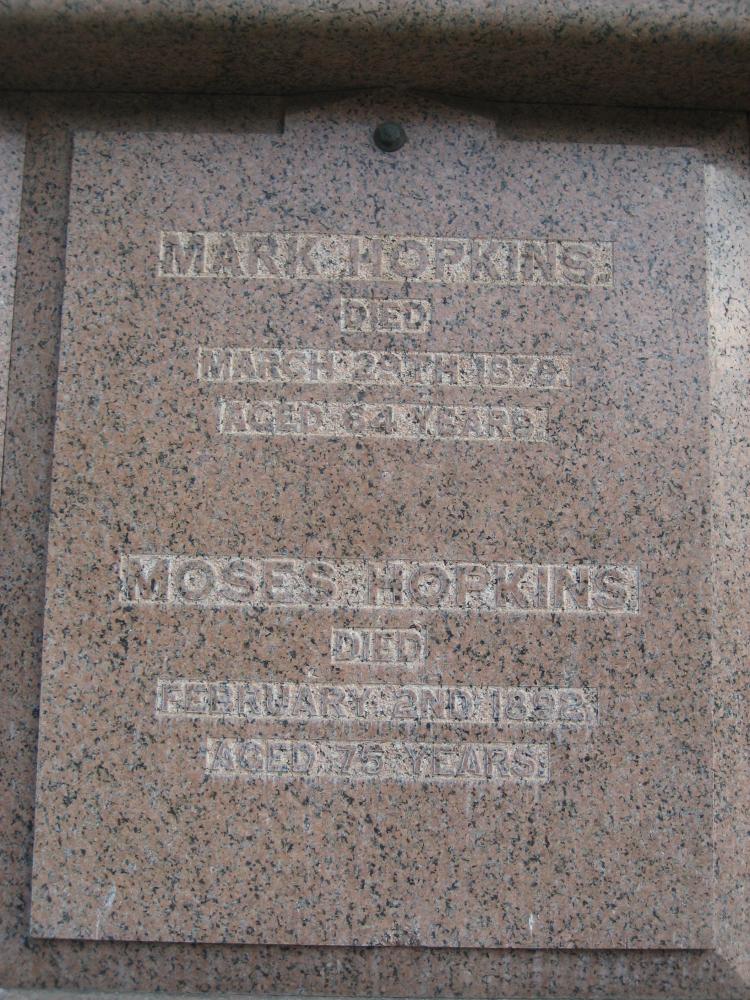 MARK HOPKINS.
DIED
MARCH 29TH 1878.
AGED 64 YEARS.
MOSES HOPKINS
DIED
FEBRUARY 2ND 1892.
AGED 75 YEARS.